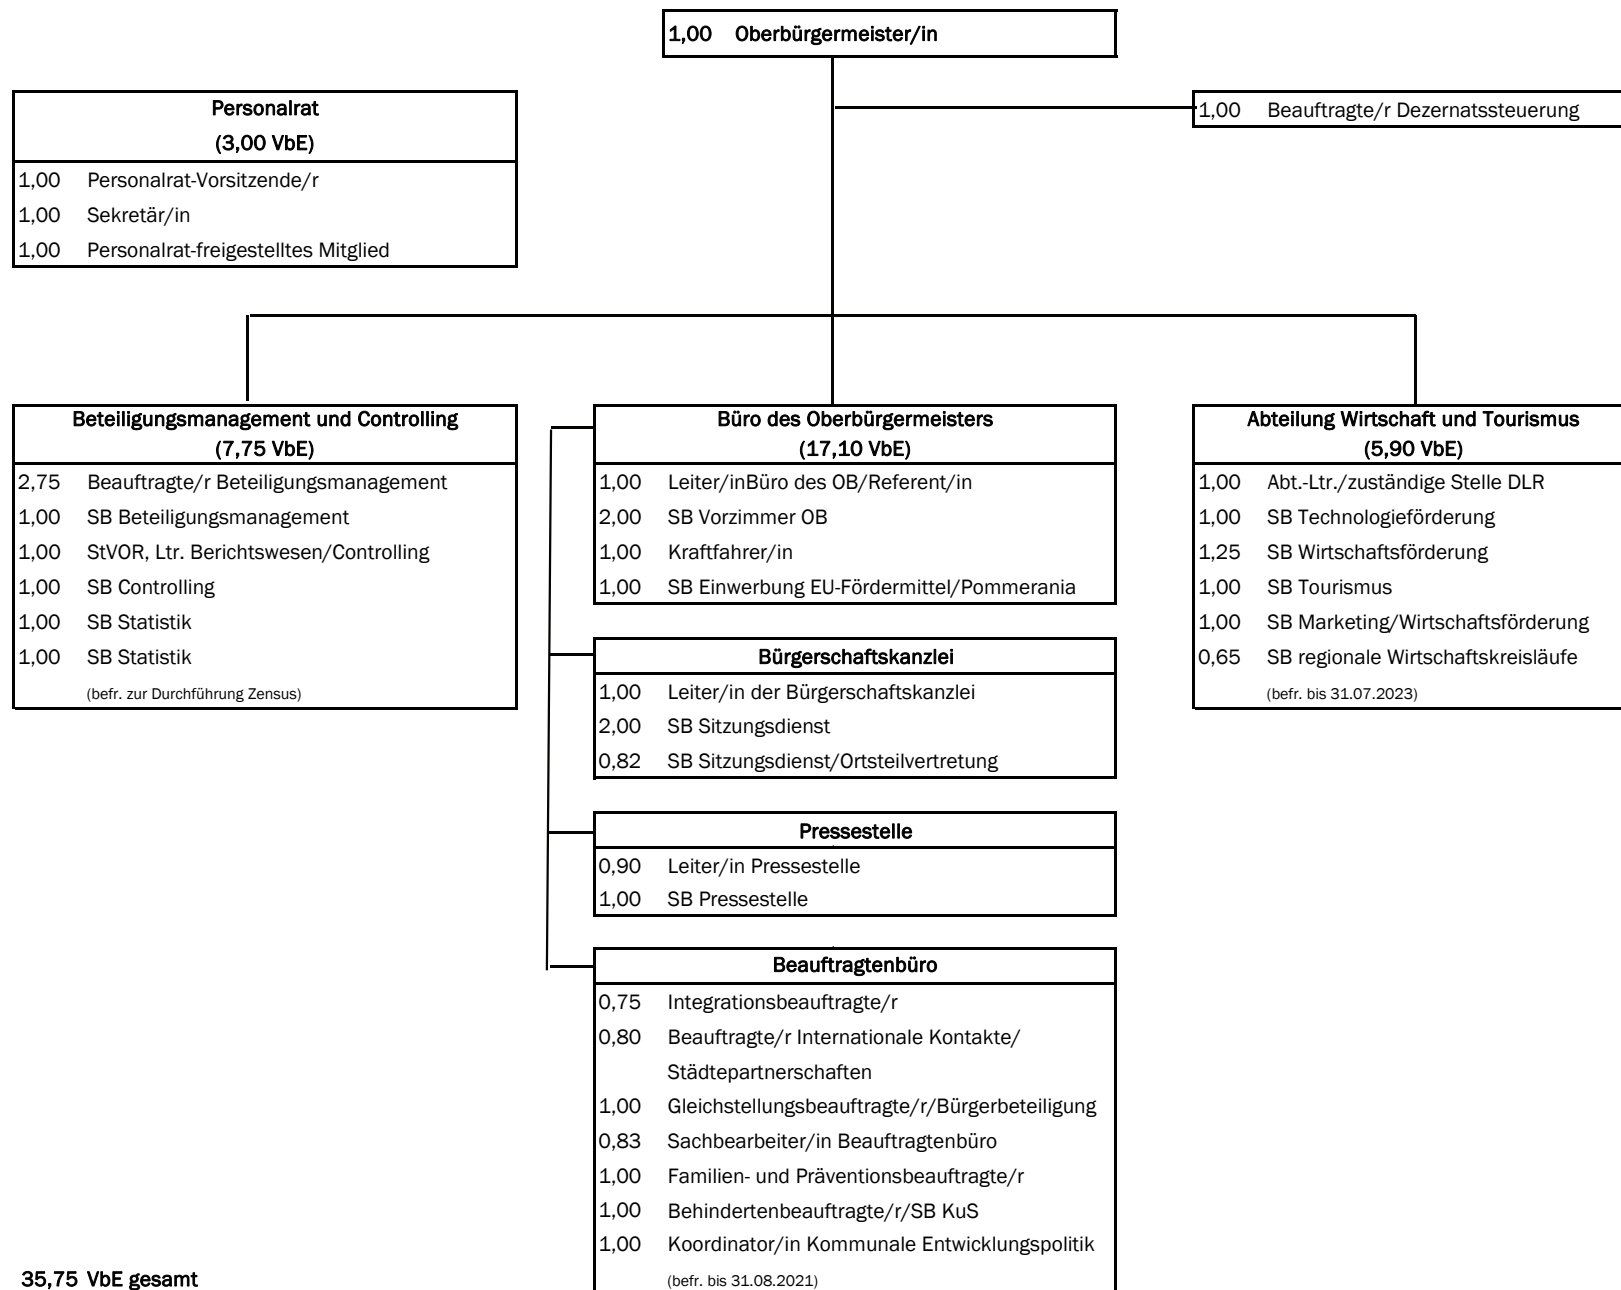 1,00 Oberbürgermeister/in
Personalrat
(3,00 VbE)
1,00 Personalrat-Vorsitzende/r
1,00 Sekretär/in
1,00 Personalrat-freigestelltes Mitglied
1,00 Beauftragte/r Dezernatssteuerung
Beteiligungsmanagement und Controlling
(7,75 VbE)
2,75 Beauftragte/r Beteiligungsmanagement
1,00 SB Beteiligungsmanagement
1,00 StVOR, Ltr. Berichtswesen/Controlling
1,00 SB Controlling
1,00 SB Statistik
1,00 SB Statistik
(befr. zur Durchführung Zensus)
Büro des Oberbürgermeisters
(17,10 VbE)
1,00 Leiter/inBüro des OB/Referent/in
2,00 SB Vorzimmer OB
1,00 Kraftfahrer/in
1,00 SB Einwerbung EU-Fördermittel/Pommerania
Bürgerschaftskanzlei
1,00 Leiter/in der Bürgerschaftskanzlei
2,00 SB Sitzungsdienst
0,82 SB Sitzungsdienst/Ortsteilvertretung
Pressestelle
0,90 Leiter/in Pressestelle
1,00 SB Pressestelle
Beauftragtenbüro
0,75 Integrationsbeauftragte/r
0,80 Beauftragte/r Internationale Kontakte/
Städtepartnerschaften
1,00 Gleichstellungsbeauftragte/r/Bürgerbeteiligung
0,83 Sachbearbeiter/in Beauftragtenbüro
1,00 Familien- und Präventionsbeauftragte/r
1,00 Behindertenbeauftragte/r/SB KuS
1,00 Koordinator/in Kommunale Entwicklungspolitik
(befr. bis 31.08.2021)
Abteilung Wirtschaft und Tourismus
(5,90 VbE)
1,00 Abt.-Ltr./zuständige Stelle DLR
1,00 SB Technologieförderung
1,25 SB Wirtschaftsförderung
1,00 SB Tourismus
1,00 SB Marketing/Wirtschaftsförderung
0,65 SB regionale Wirtschaftskreisläufe
(befr. bis 31.07.2023)
35,75 VbE gesamt